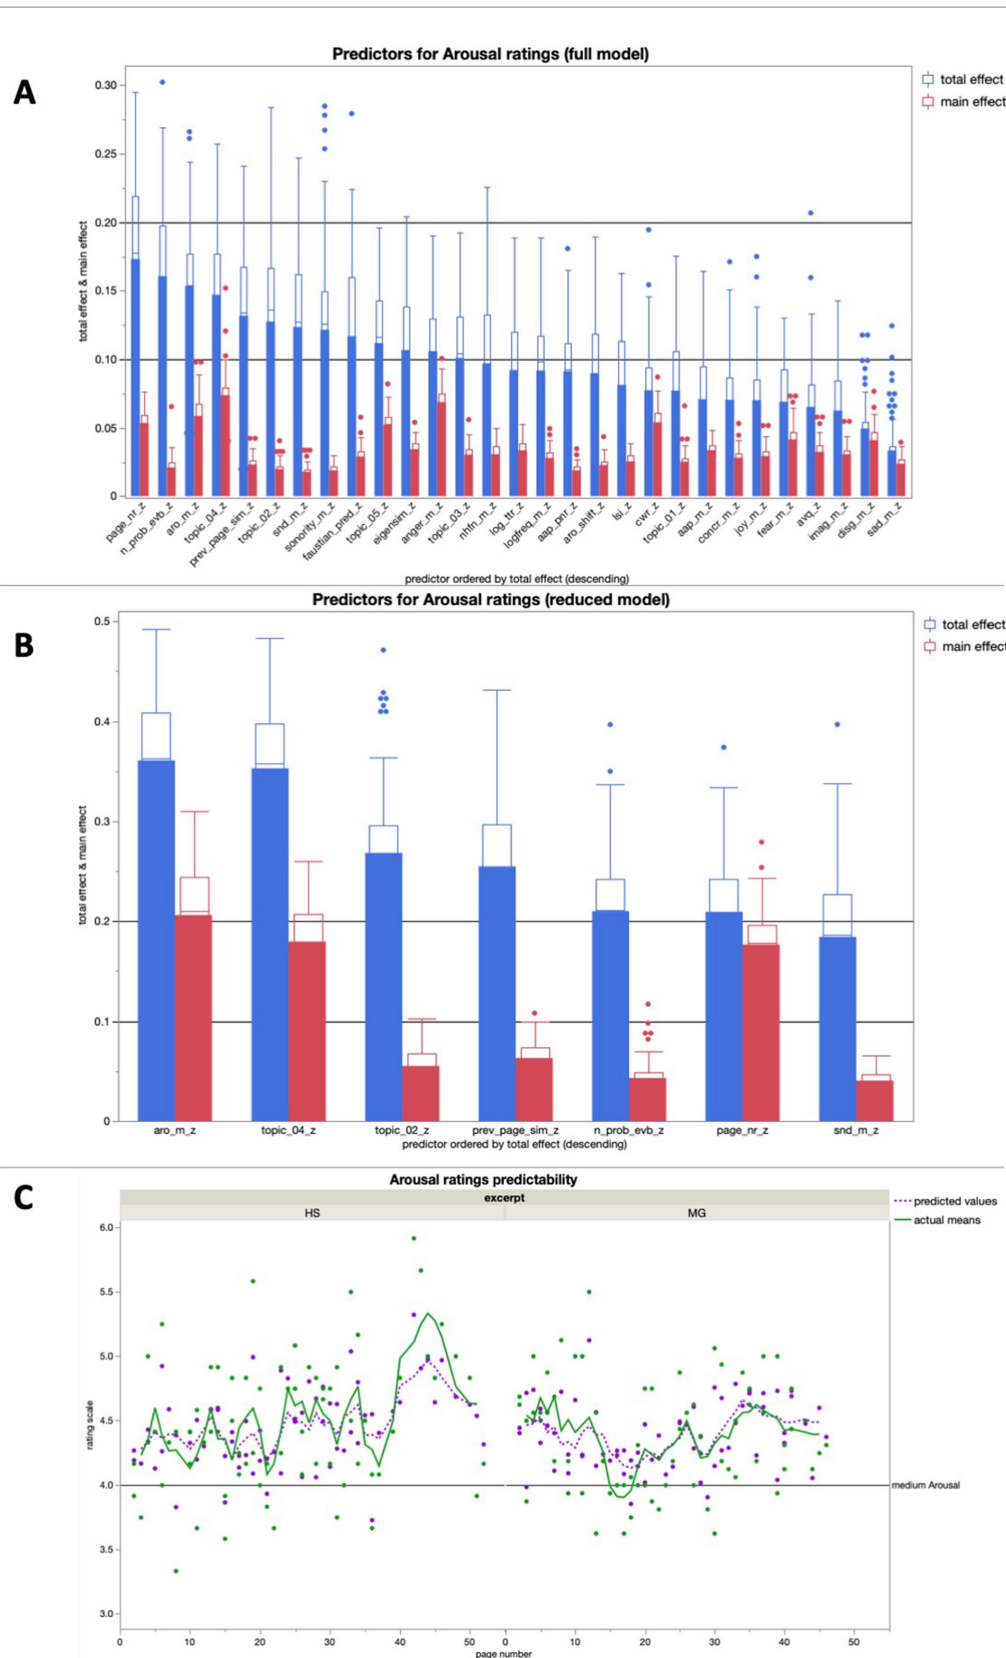 A
Predictors for Arousal ratings (full model)
total effect
main effect
total effect & main effect
0.30
0.25
0.20
0.15
0.10
0.05
0
page_nr_z
n_prob_evb_z
aro_m_z
topic_04_z
prev_page_sim_z
topic_02_z
snd_m_z
sonority_m_z
faustian_pred_z
topic_05_z
eigensim_z
anger_m_z
topic_03_z
nhfn_m_z
log_ttr_z
logfreq_m_z
aap_pnr_z
aro_shift_z
lsi_z
cwr_z
topic_01_z
aap_m_z
concr_m_z
joy_m_z
fear_m_z
avq_z
imag_m_z
disg_m_z
sad_m_z
predictor ordered by total effect (descending)
B
Predictors for Arousal ratings (reduced model)
total effect
main effect
total effect & main effect
0.5
0.4
0.3
0.2
0.1
0
aro_m_z topic_04_z topic_02_z prev_page_sim_z n_prob_evb_z page_nr_z snd_m_z
predictor ordered by total effect (descending)
C
Arousal ratings predictability
excerpt
HS MG
predicted values
actual means
rating scale
6.0
5.5
5.0
4.5
4.0
3.5
3.0
medium Arousal
0 10 20 30 40 50 0 10 20 30 40 50
page number